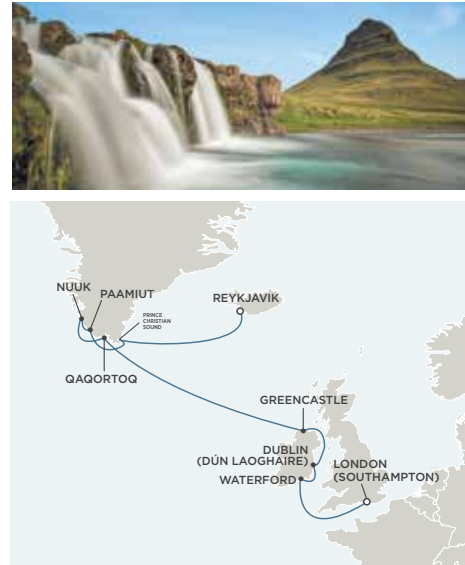 NUUK
PAAMIUT
PRINCE
CHRISTIAN
SOUND
REYKJAVIK
QAQORTOQ
GREENCASTLE
DUBLIN
(DÚN LAOGHAIRE)
LONDON
(SOUTHAMPTON)
WATERFORD